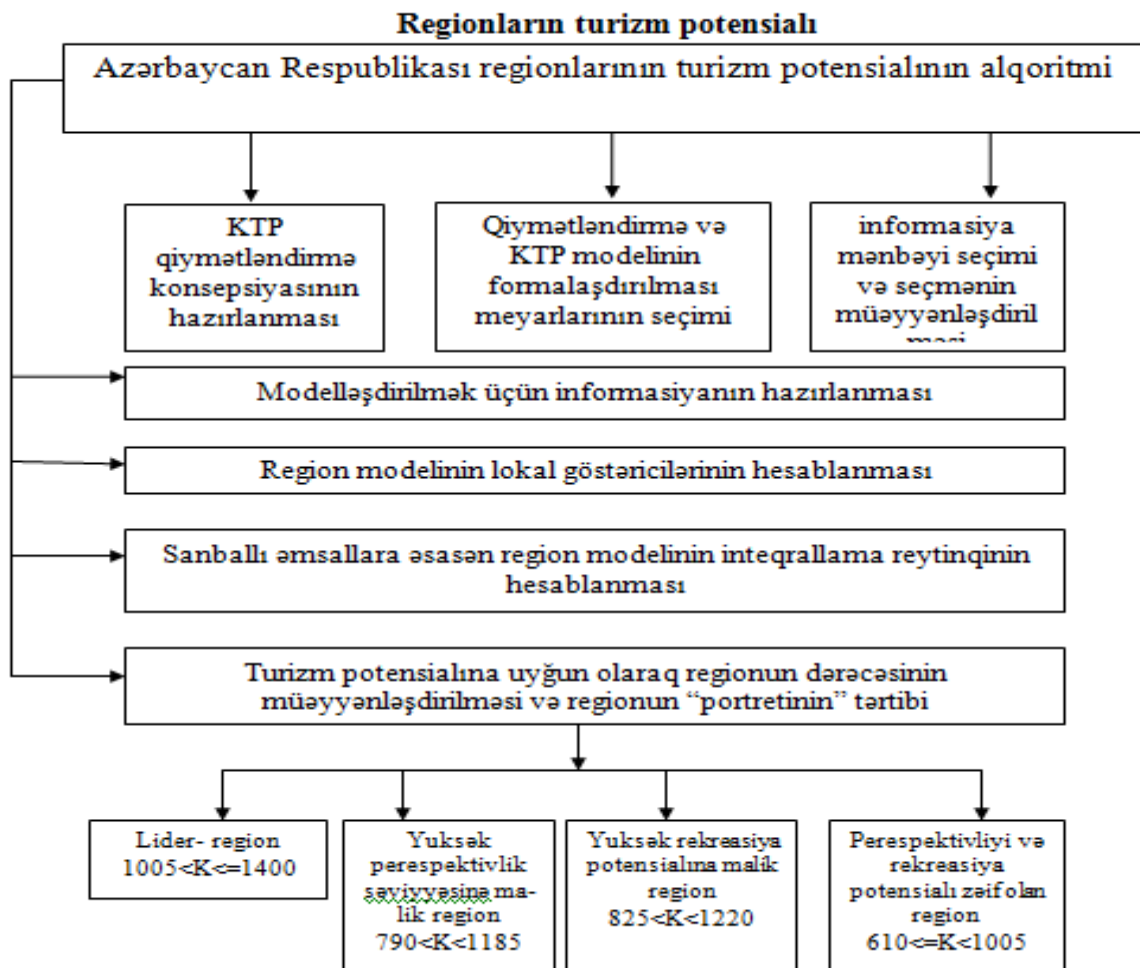 Regionların turizm potensialı
Azərbaycan Respublikası regionlarının turizm potensialının alqoritmi
KTP
qiymətləndirmə
konsepsiyasının
hazırlanması
Qiymətləndirmə və
KTP modelinin
formalaşdırılması
meyarlarının seçimi
informasiya
mənbəyi seçimi
və seçmənin
müəyyənləşdiril
Modelləşdirilmək üçün informasiyanın hazırlanması
Region modelinin lokal göstəricilərinin hesablanması
Sanballı əmsallara əsasən region modelinin inteqrallama reytinqinin
hesablanması
Turizm potensialına uyğun olaraq regionun dərəcəsinin
müəyyənləşdirilməsi və regionun “portretinin” tərtibi
Lider- region
1005<K<=1400
Yuksək
perespektivlik
səviyyəsinə ma-
lik region
790<K<1185
Yuksək rekreasiya
potensialına malik
region
825<K<1220
Perespektivliyi və
rekreasiya
potensialı zəifolan
region
610<=K<1005